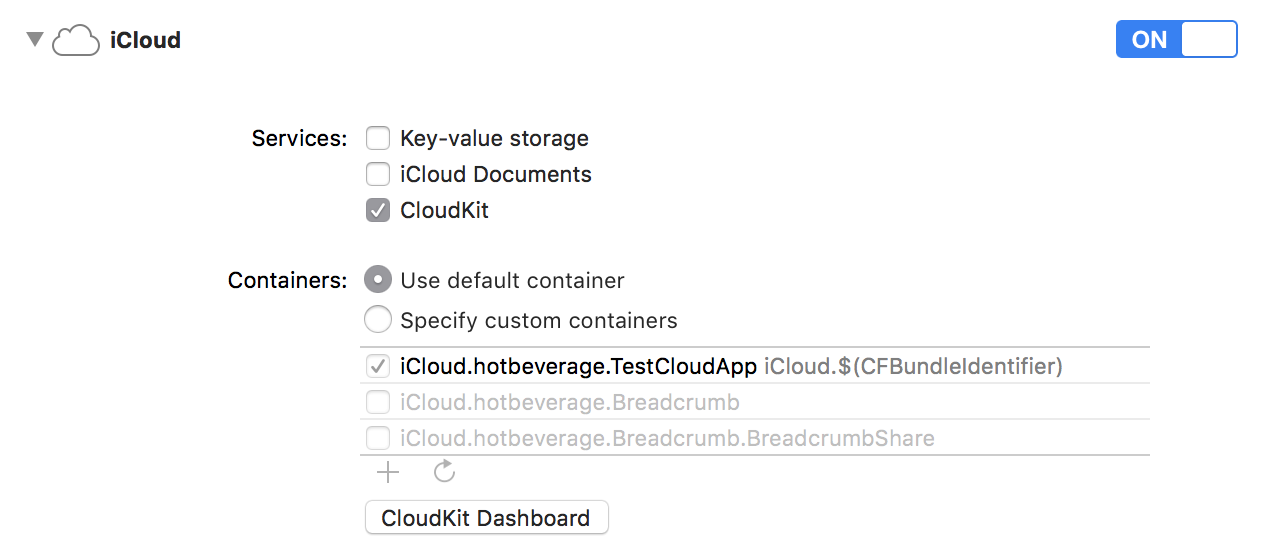 iCloud
ON
Services:
Key-value storage
iCloud Documents
CloudKit
Containers:
Use default container
Specify custom containers
iCloud.hotbeverage.TestCloudApp iCloud.$(CFBundleIdentifier)
iCloud.hotbeverage.Breadcrumb
iCloud.hotbeverage.Breadcrumb.BreadcrumbShare
CloudKit Dashboard